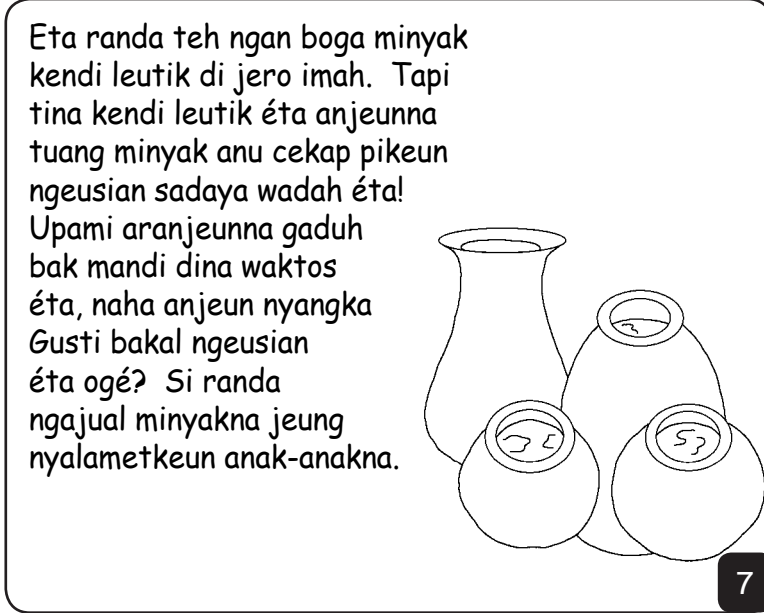 Eta randa teh ngan boga minyak
kendi leutik di jero imah. Tapi
tina kendi leutik éta anjeunna
tuang minyak anu cekap pikeun
ngeusian sadaya wadah éta!
Upami aranjeunna gaduh
bak mandi dina waktos
éta, naha anjeun nyangka
Gusti bakal ngeusian
éta ogé? Si randa
ngajual minyakna jeung
nyalametkeun anak-anakna.
7